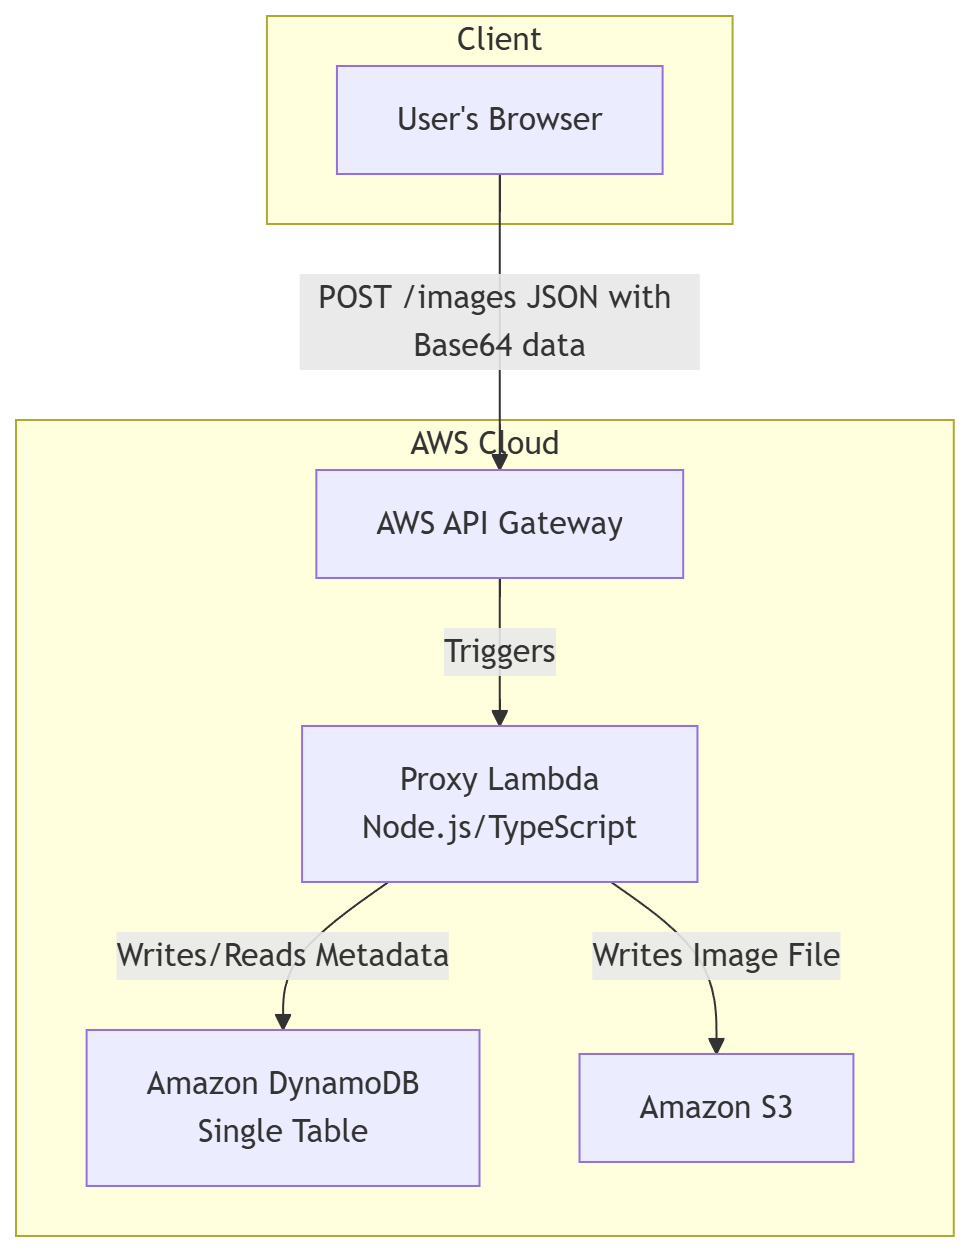 Client
User's Browser
POST /images JSON with
Base64 data
AWS Cloud
AWS API Gateway
Triggers
Proxy Lambda
Node.js/TypeScript
Writes/Reads Metadata
Writes Image File
Amazon DynamoDB
Single Table
Amazon S3